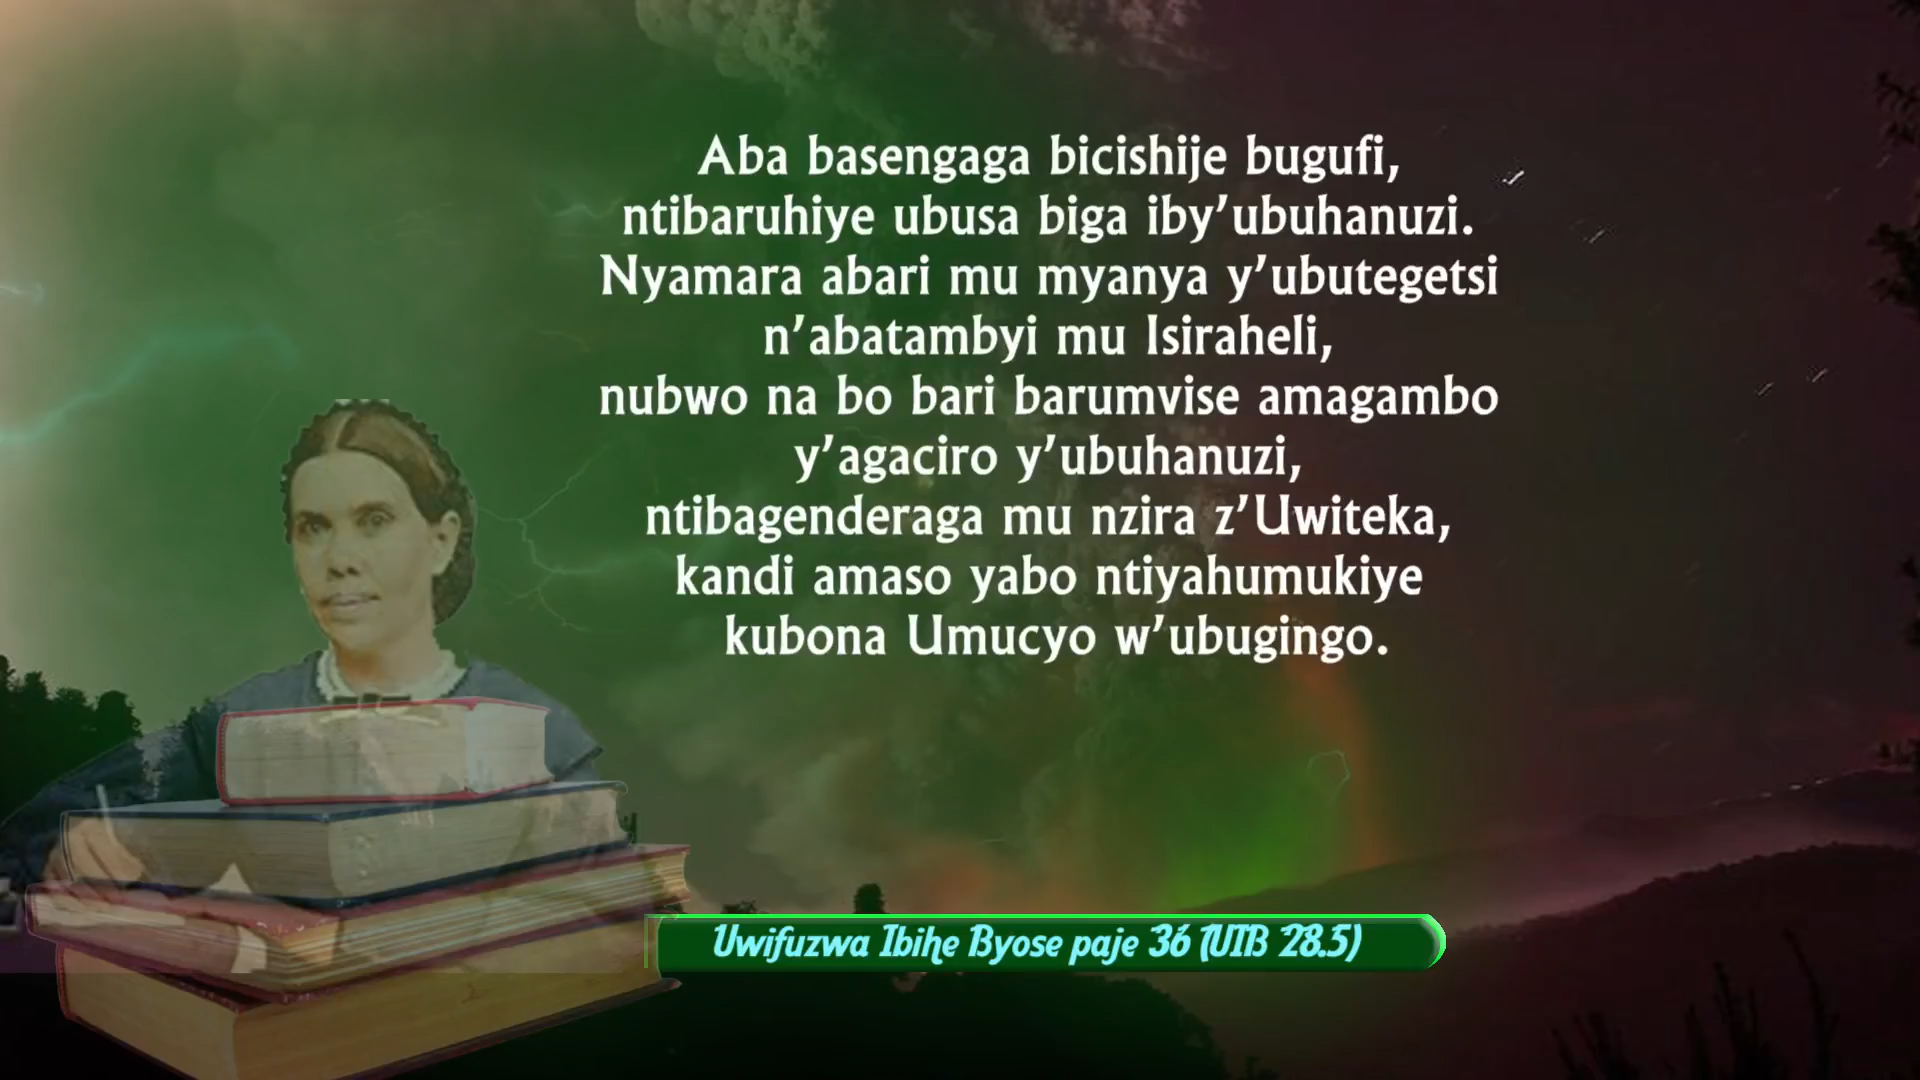 Aba basengaga bicishije bugufi,
ntibaruhiye ubusa biga iby’ubuhanuzi.
Nyamara abari mu myanya y’ubutegetsi
n’abatambyi mu Isiraheli,
nubwo na bo bari barumvise amagambo
y’agaciro y’ubuhanuzi,
ntibagenderaga mu nzira z’Uwiteka,
kandi amaso yabo ntiyahumukiye
kubona Umucyo w’ubugingo.
Uwifuzwa Ibihe Byose paje 36 (UIB 28.5)